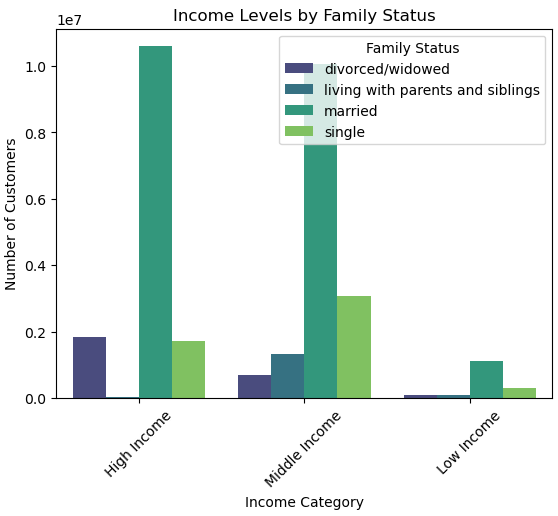 Income Levels by Family Status
1e7
Family Status
divorced/widowed
living with parents and siblings
married
single
Number of Customers
1.0
0.8
0.6
0.4
0.2
0.0
High Income
Middle Income
Low Income
Income Category